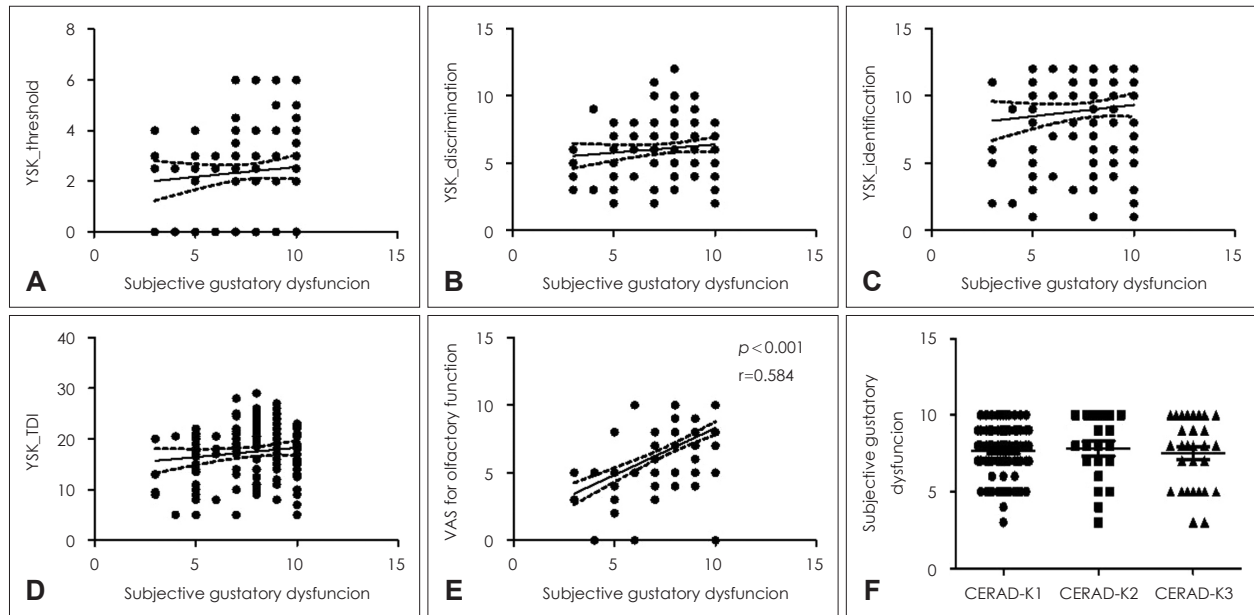 8
6
4
2
0
YSK_threshold
0
5
10
15
Subjective gustatory dysfuncion
A
15
10
5
0
YSK_discrimination
0
5
10
15
Subjective gustatory dysfuncion
B
15
10
5
0
YSK_identification
0
5
10
15
Subjective gustatory dysfuncion
C
40
30
20
10
0
YSK_TDI
0
5
10
15
Subjective gustatory dysfuncion
D
15
10
5
0
VAS for olfactory function
p<0.001
r=0.584
0
5
10
15
Subjective gustatory dysfuncion
E
15
10
5
0
Subjective gustatory
dysfuncion
CERAD-K1
CERAD-K2
CERAD-K3
F